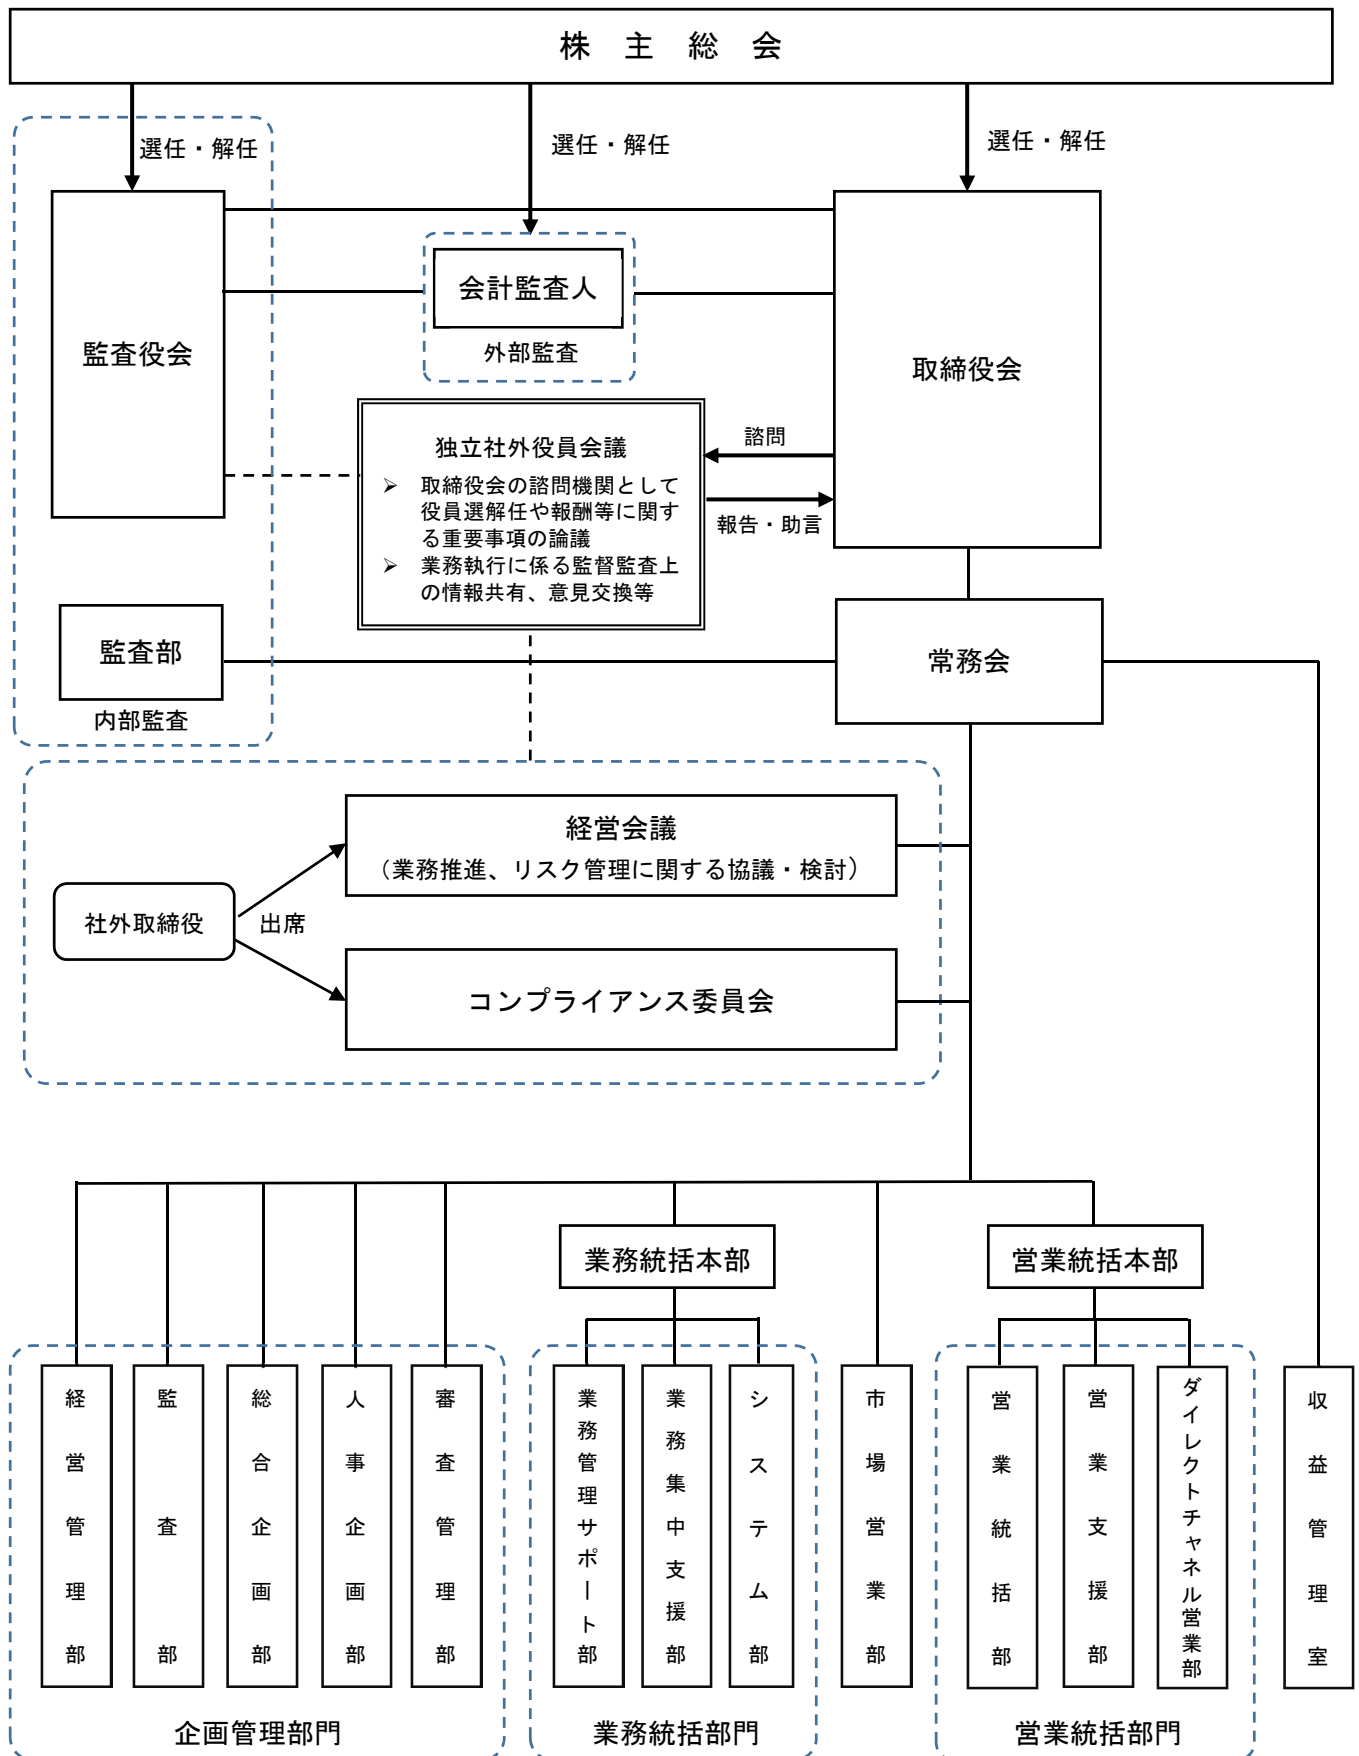 株主総会
選任・解任
選任・解任
選任・解任
監査役会
会計監査人
外部監査
取締役会
独立社外役員会議
➢ 取締役会の諮問機関として
役員選解任や報酬等に関す
る重要事項の論議
➢ 業務執行に係る監督監査上
の情報共有、意見交換等
諮問
報告・助言
監査部
内部監査
常務会
経営会議
（業務推進、リスク管理に関する協議・検討）
社外取締役
出席
コンプライアンス委員会
業務統括本部
営業統括本部
経営管理部
監査部
総合企画部
人事企画部
審査管理部
業務管理サポート部
業務集中支援部
システム部
市場営業部
営業統括部
営業支援部
ダイレクトチャネル営業部
収益管理室
企画管理部門
業務統括部門
営業統括部門